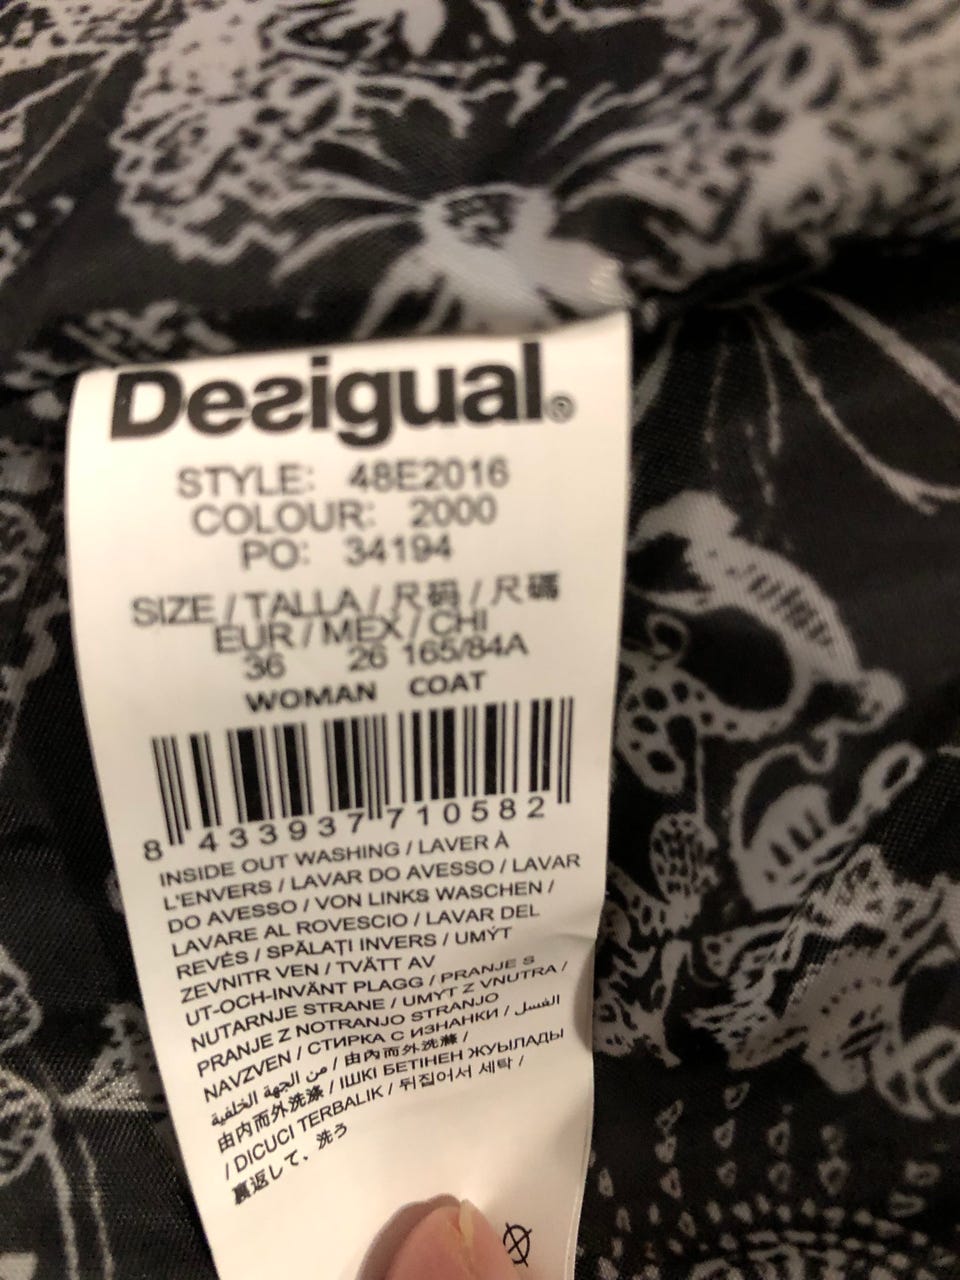 Desigual®
STYLE: 48E2016
COLOUR: 2000
PO: 34194
SIZE / TALLA / 尺码 / 尺碼
EUR / MEX / CHI
36 26 165/84A
WOMAN COAT
8 433937 710582
INSIDE OUT WASHING / LAVER À
L'ENVERS / LAVAR DO AVESSO / LAVAR
DO AVESSO / VON LINKS WASCHEN /
LAVARE AL ROVESCIO / LAVAR DEL
REVÉS / SPĂLAȚI INVERS / UMÝT
ZEVNITR VEN / TVÄTT AV
UT-OCH-INVÄNT PLAGG / PRANJE S
NUTARNJE STRANE / UMYT Z VNUTRA /
PRANJE Z NOTRANJO STRANJO
NAVZVEN / СТИРКА С ИЗНАНКИ / الغسل
من الجهة الخلفية / 由內而外洗滌 /
由内而外洗涤 / ІШКІ БЕТІНЕН ЖУЫЛАДЫ
/ DICUCI TERBALIK / 뒤집어서 세탁 /
裏返して、洗う